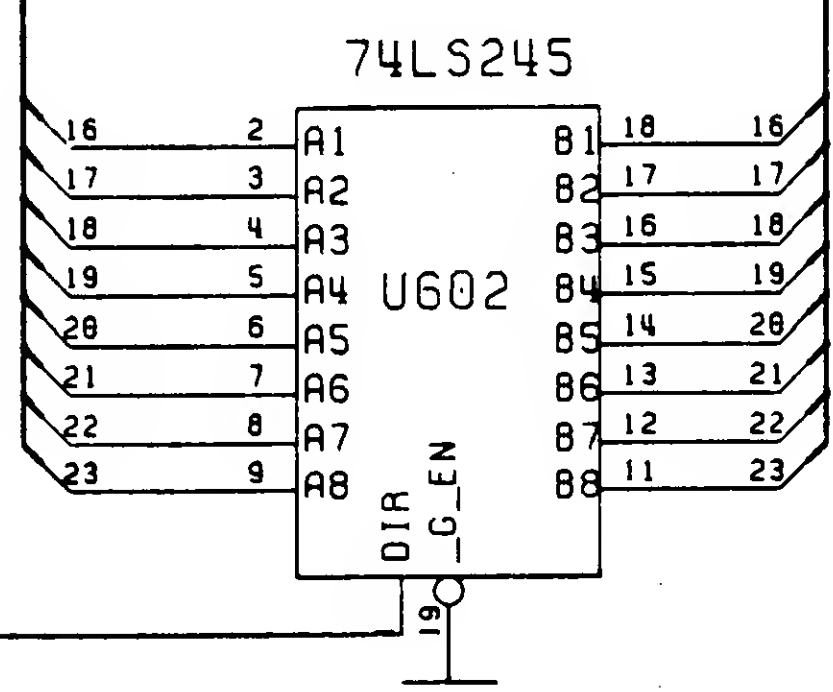 74LS245
16 2 A1 B1 18 16
17 3 A2 B2 17 17
18 4 A3 B3 16 18
19 5 A4 U602 B4 15 19
20 6 A5 B5 14 20
21 7 A6 B6 13 21
22 8 A7 B7 12 22
23 9 A8 B8 11 23
DIR _G_EN
19